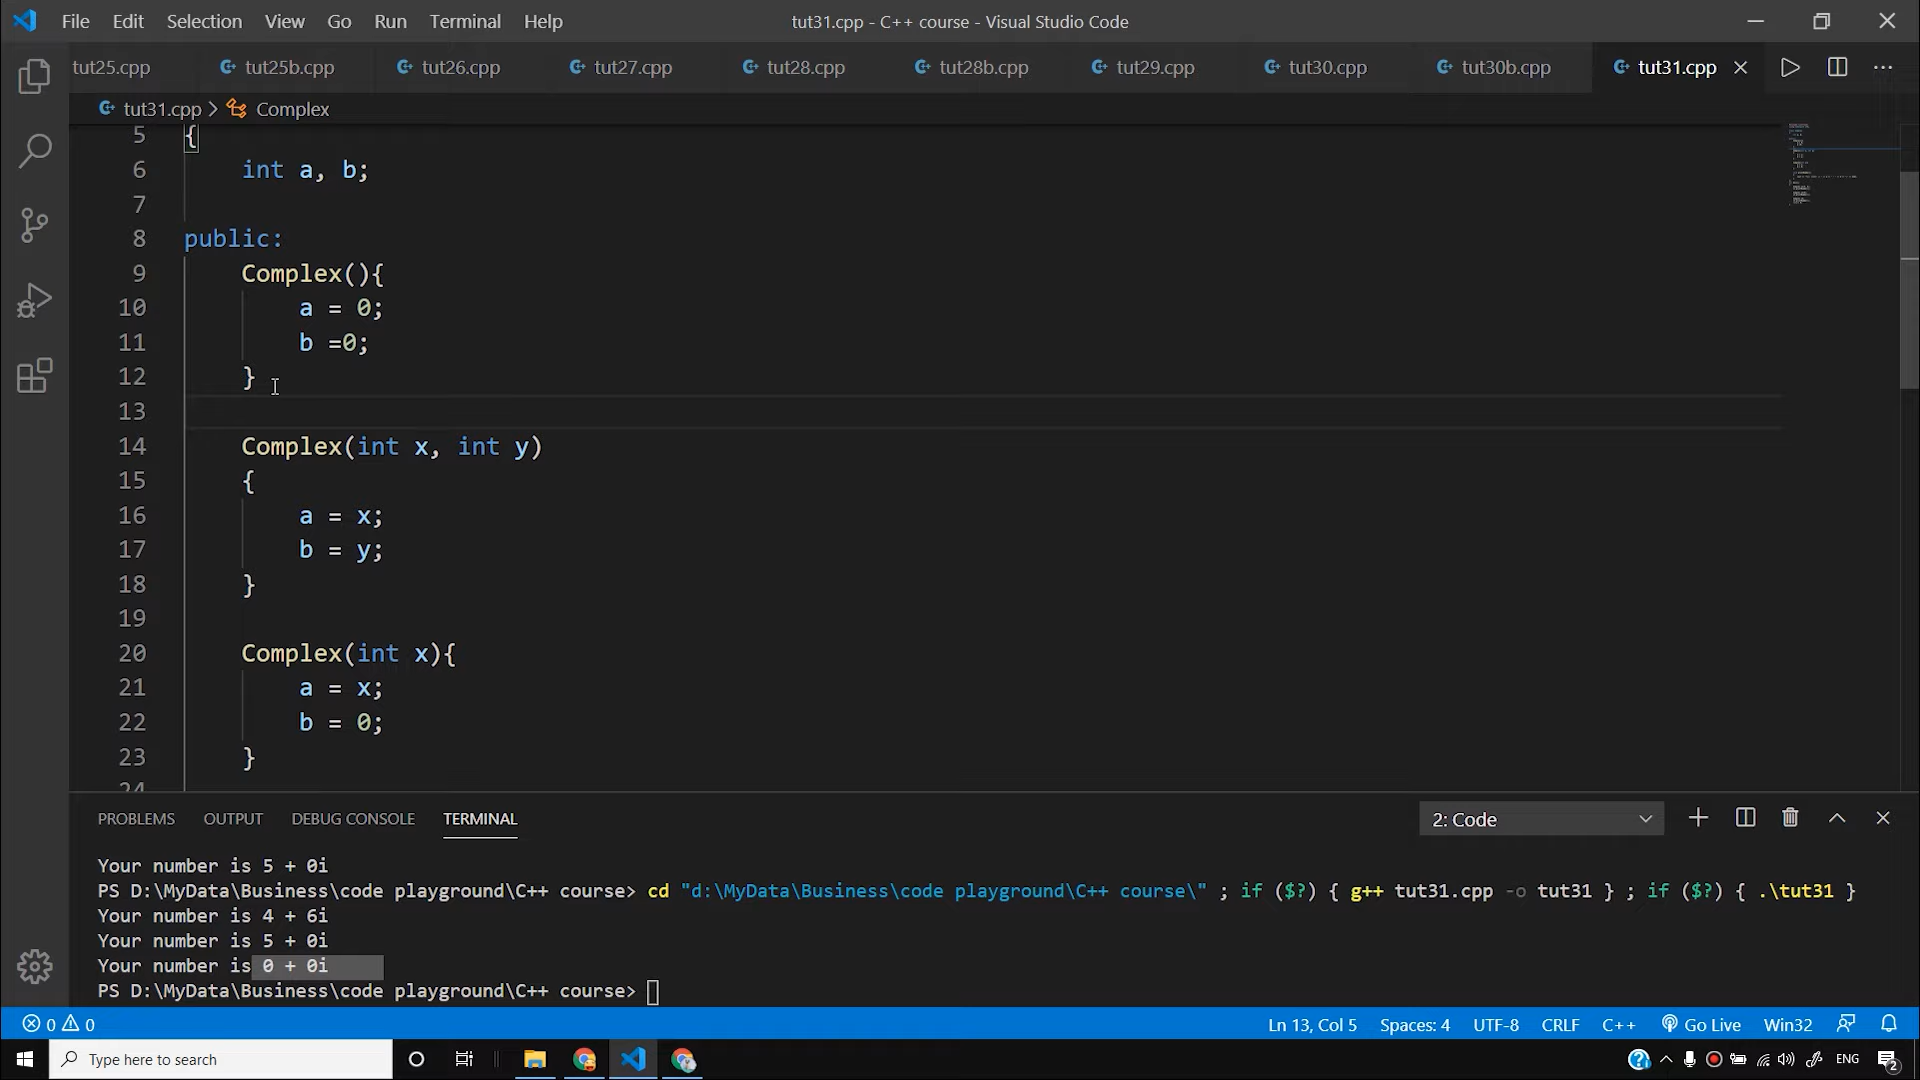 File Edit Selection View Go Run Terminal Help tut31.cpp - C++ course - Visual Studio Code
tut25.cpp tut25b.cpp tut26.cpp tut27.cpp tut28.cpp tut28b.cpp tut29.cpp tut30.cpp tut30b.cpp tut31.cpp
tut31.cpp > Complex
5 {
6 int a, b;
7
8 public:
9 Complex(){
10 a = 0;
11 b =0;
12 }
13
14 Complex(int x, int y)
15 {
16 a = x;
17 b = y;
18 }
19
20 Complex(int x){
21 a = x;
22 b = 0;
23 }
24
PROBLEMS OUTPUT DEBUG CONSOLE TERMINAL 2: Code
Your number is 5 + 0i
PS D:\MyData\Business\code playground\C++ course> cd "d:\MyData\Business\code playground\C++ course\" ; if ($?) { g++ tut31.cpp -o tut31 } ; if ($?) { .\tut31 }
Your number is 4 + 6i
Your number is 5 + 0i
Your number is 0 + 0i
PS D:\MyData\Business\code playground\C++ course>
0 0 Ln 13, Col 5 Spaces: 4 UTF-8 CRLF C++ Go Live Win32
Type here to search ENG 2